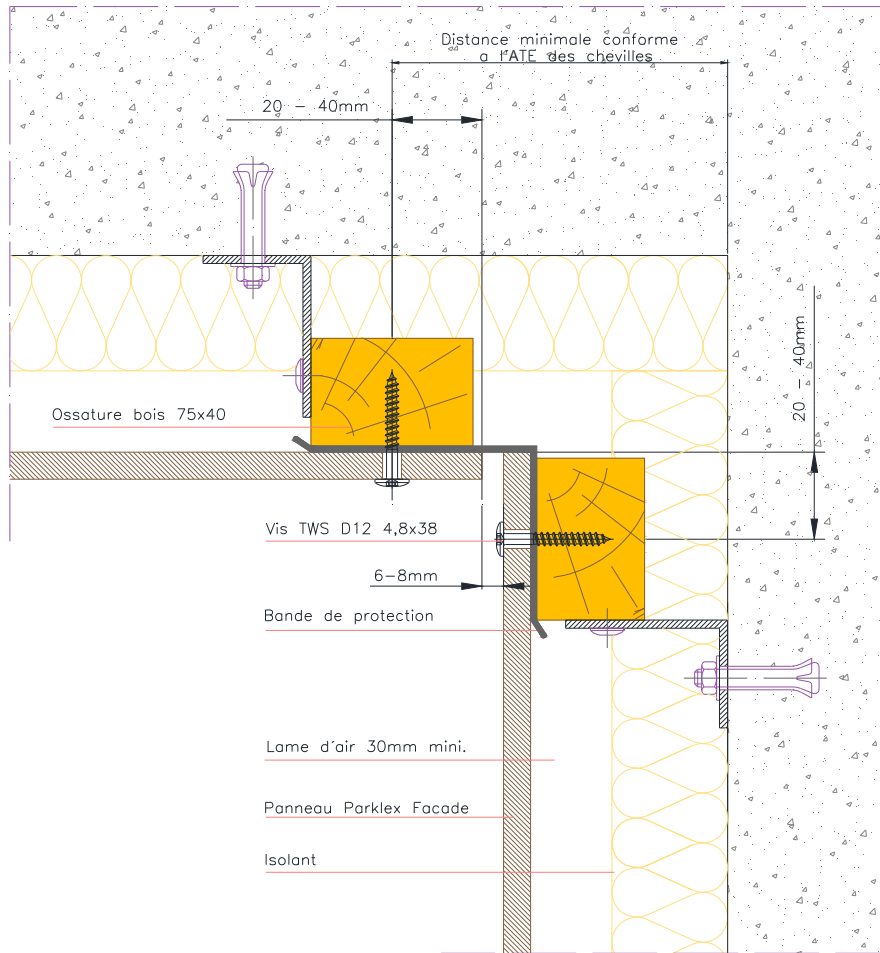 Distance minimale conforme
a l'ATE des chevilles
20 - 40mm
20 - 40mm
Ossature bois 75x40
Vis TWS D12 4,8x38
6-8mm
Bande de protection
Lame d'air 30mm mini.
Panneau Parklex Facade
Isolant